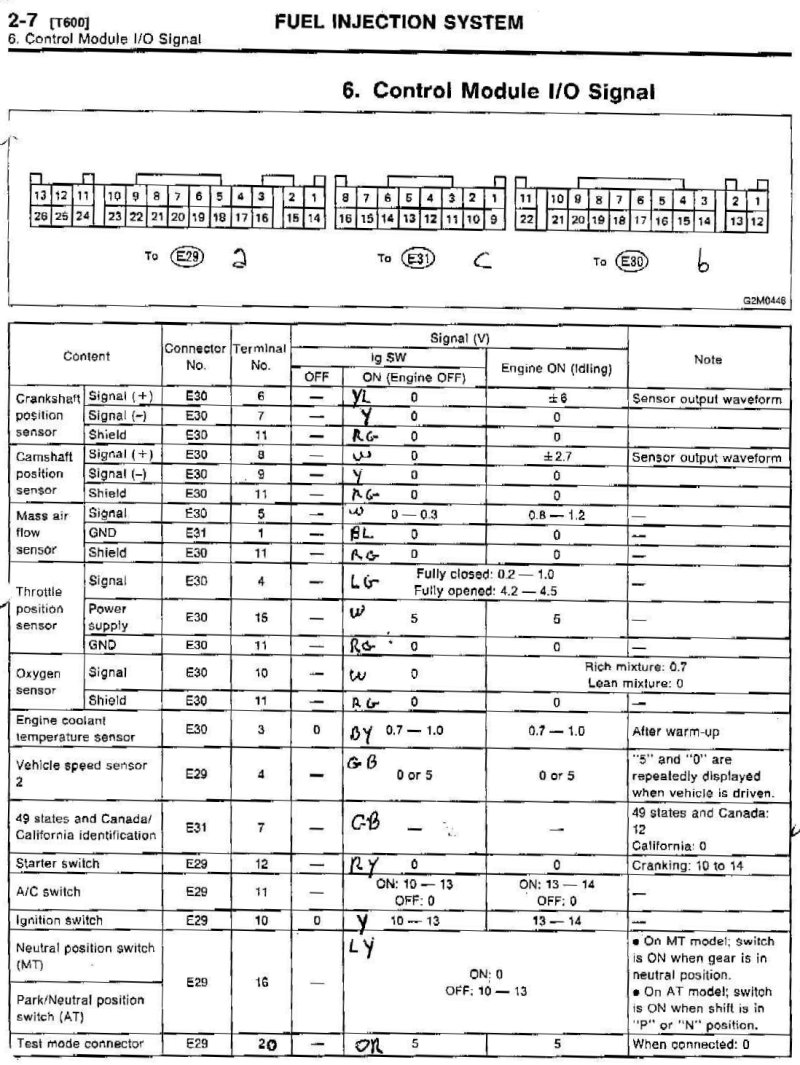 2-7 [T600] FUEL INJECTION SYSTEM
6. Control Module I/O Signal
6. Control Module I/O Signal
13 12 11 10 9 8 7 6 5 4 3 2 1 8 7 6 5 4 3 2 1 11 10 9 8 7 6 5 4 3 2 1
26 25 24 23 22 21 20 19 18 17 16 15 14 16 15 14 13 12 11 10 9 22 21 20 19 18 17 16 15 14 13 12
To E29 a To E31 c To E30 b
G2M0446
Content Connector No. Terminal No. Signal (V) Note
Ig SW Engine ON (Idling)
OFF ON (Engine OFF)
Crankshaft position sensor Signal (+) E30 6 — YL 0 ±6 Sensor output waveform
Signal (–) E30 7 — Y 0 0
Shield E30 11 — RG 0 0
Camshaft position sensor Signal (+) E30 8 — W 0 ±2.7 Sensor output waveform
Signal (–) E30 9 — Y 0 0
Shield E30 11 — RG 0 0
Mass air flow sensor Signal E30 5 — W 0 — 0.3 0.8 — 1.2 —
GND E31 1 — BL 0 0 —
Shield E30 11 — RG 0 0 —
Throttle position sensor Signal E30 4 — LG Fully closed: 0.2 — 1.0
Fully opened: 4.2 — 4.5 —
Power supply E30 15 — W 5 5 —
GND E30 11 — RG 0 0 —
Oxygen sensor Signal E30 10 — W 0 Rich mixture: 0.7
Lean mixture: 0
Shield E30 11 — RG 0 0 —
Engine coolant temperature sensor E30 3 0 BY 0.7 — 1.0 0.7 — 1.0 After warm-up
Vehicle speed sensor 2 E29 4 — GB 0 or 5 0 or 5 "5" and "0" are
repeatedly displayed
when vehicle is driven.
49 states and Canada/
California identification E31 7 — GB — — 49 states and Canada:
12
California: 0
Starter switch E29 12 — RY 0 0 Cranking: 10 to 14
A/C switch E29 11 — ON: 10 — 13 ON: 13 — 14 —
OFF: 0 OFF: 0
Ignition switch E29 10 0 Y 10 — 13 13 — 14 —
Neutral position switch
(MT)
Park/Neutral position
switch (AT)
E29 16 — LY ON: 0
OFF: 10 — 13
● On MT model; switch
is ON when gear is in
neutral position.
● On AT model; switch
is ON when shift is in
"P" or "N" position.
Test mode connector E29 20 — OR 5 5 When connected: 0